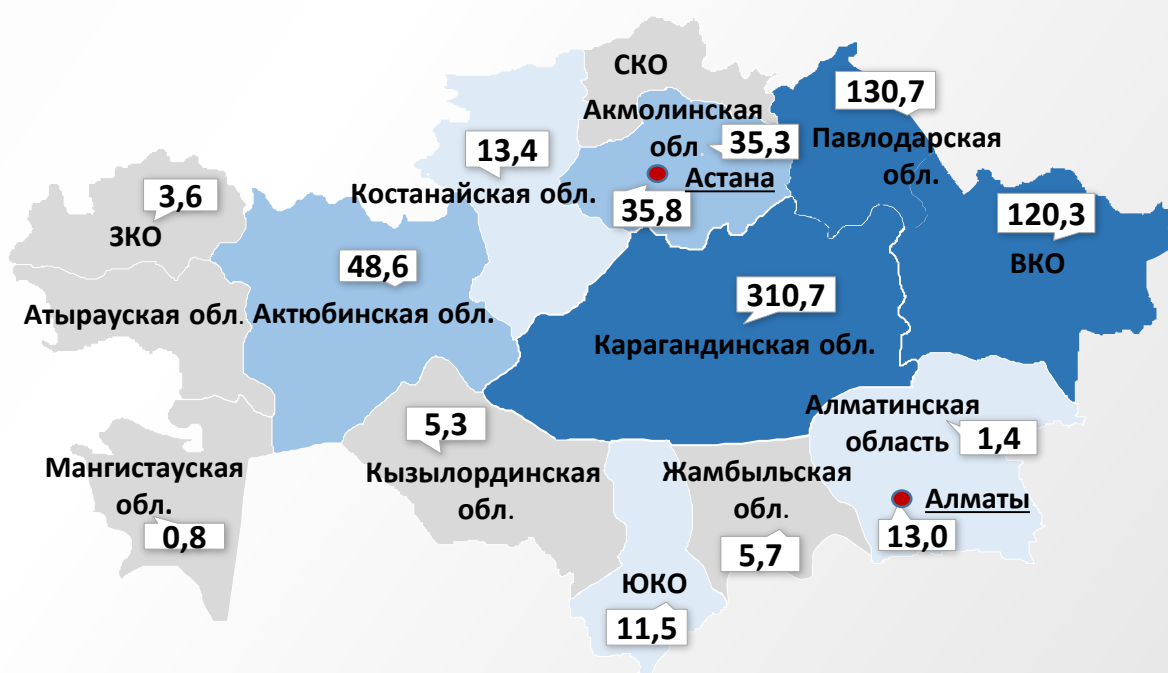 СКО
130,7
Акмолинская
обл.
35,3
Павлодарская
обл.
13,4
Костанайская обл.
Астана
35,8
3,6
ЗКО
120,3
ВКО
48,6
Атырауская обл.
Актюбинская обл.
310,7
Карагандинская обл.
Алматинская
область
1,4
5,3
Мангистауская
обл.
0,8
Кызылординская
обл.
Жамбыльская
обл.
5,7
Алматы
13,0
ЮКО
11,5